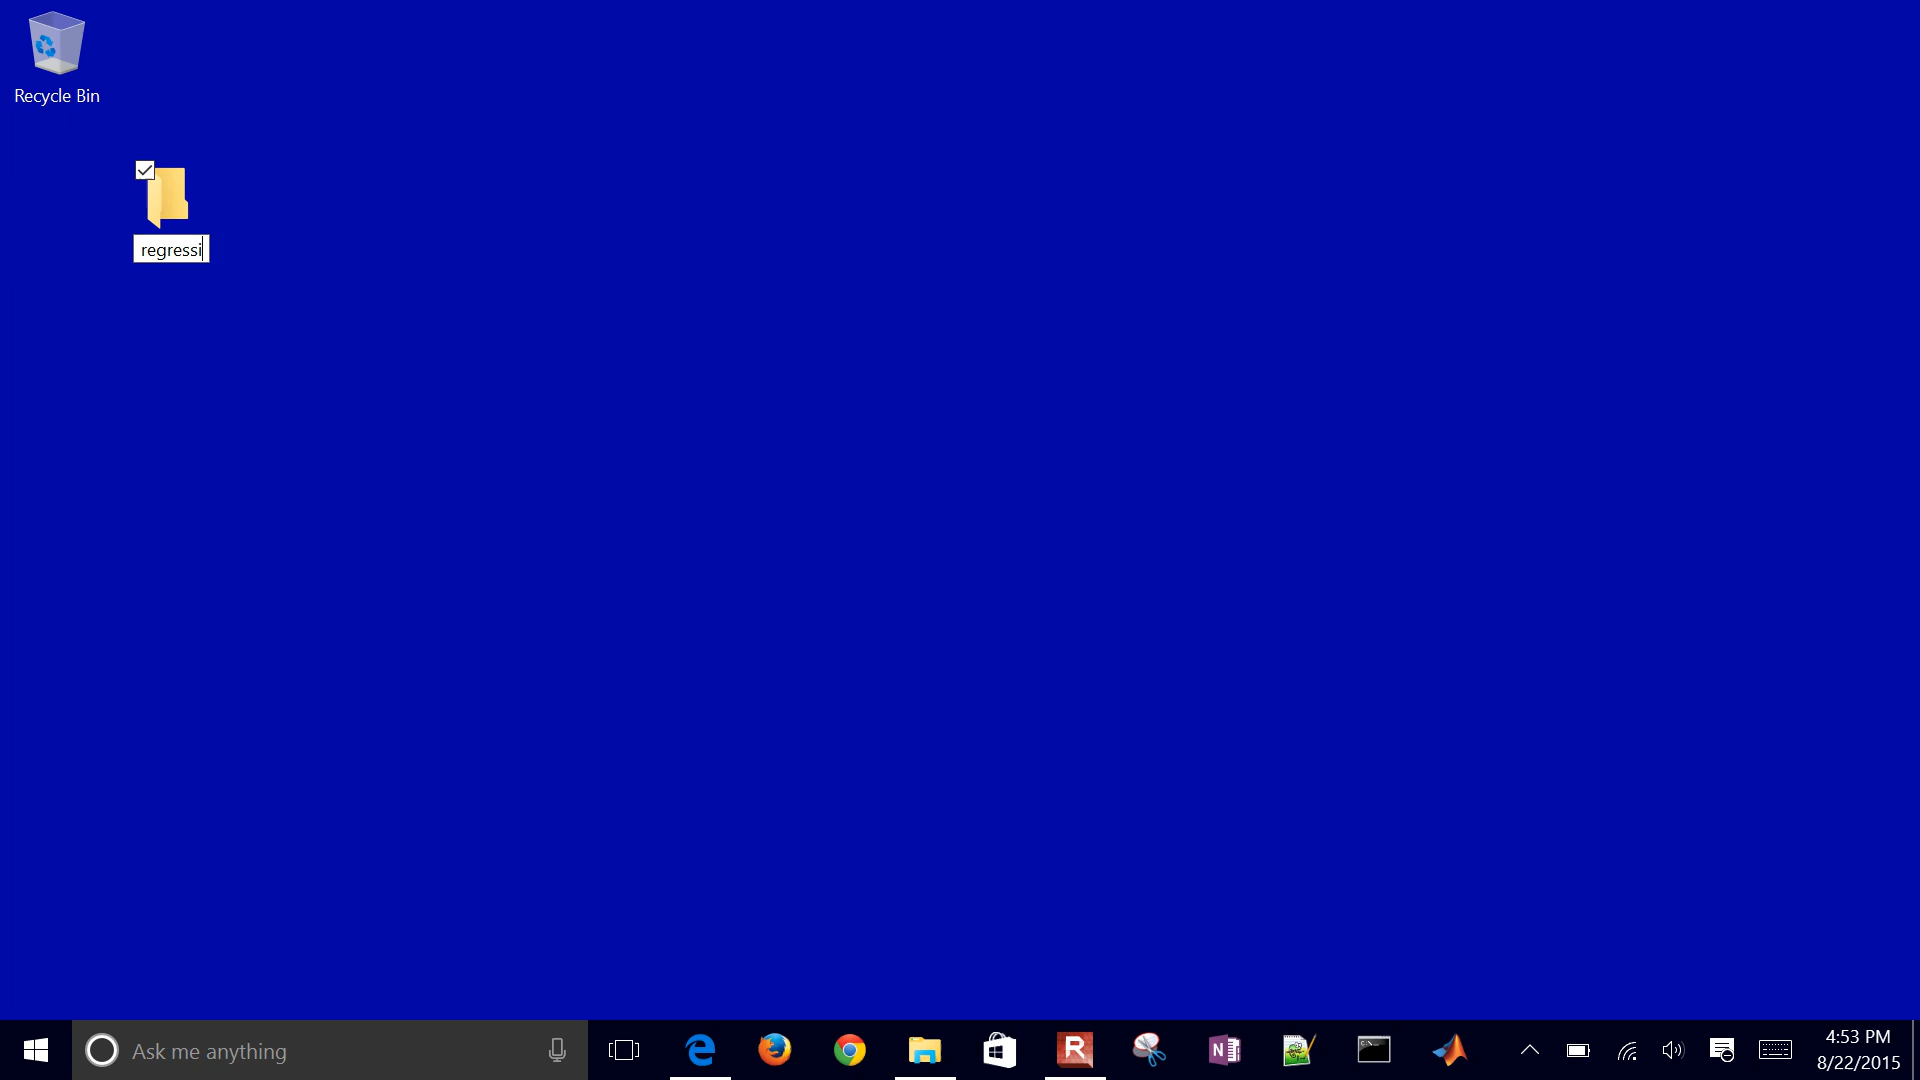 Recycle Bin
regressi
Ask me anything
N
R
C:\
4:53 PM
8/22/2015